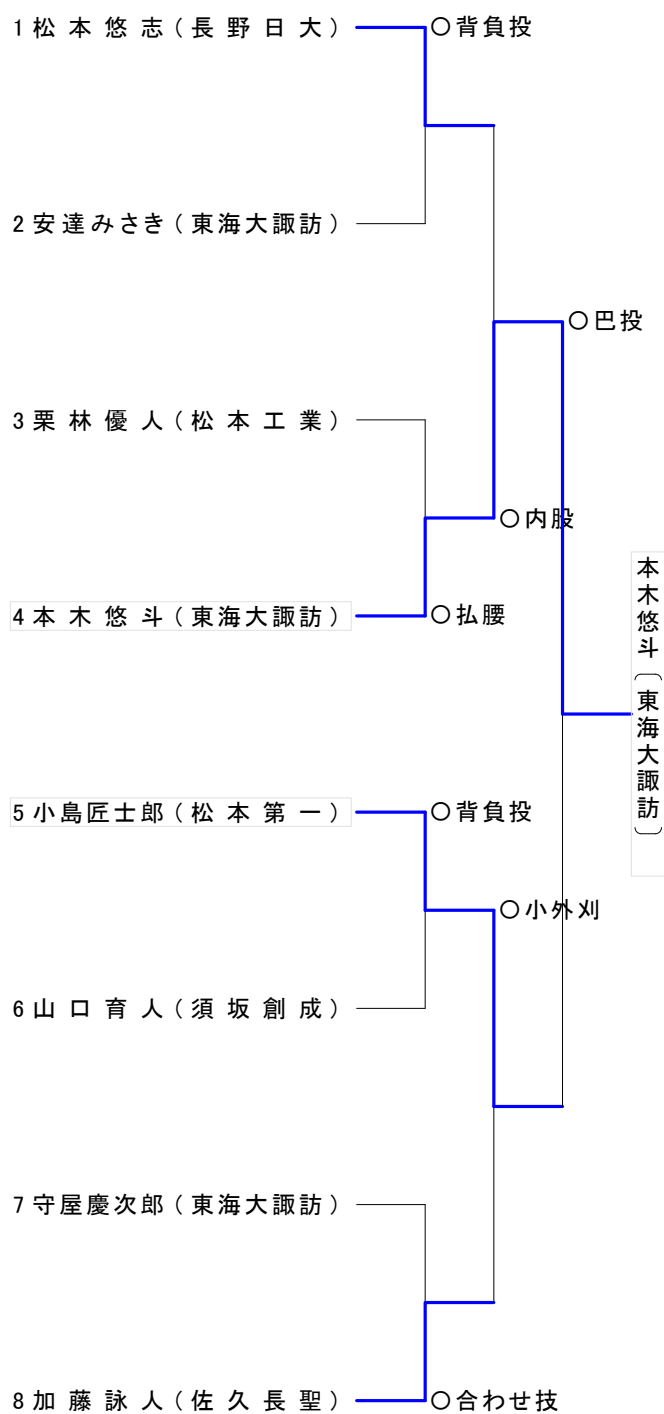 1 松本悠志(長野日大)
○背負投
2 安達みさき(東海大諏訪)
○巴投
3 栗林優人(松本工業)
○内股
4 本木悠斗(東海大諏訪)
○払腰
本木悠斗(東海大諏訪)
5 小島匠士郎(松本第一)
○背負投
○小外刈
6 山口育人(須坂創成)
7 守屋慶次郎(東海大諏訪)
8 加藤詠人(佐久長聖)
○合わせ技